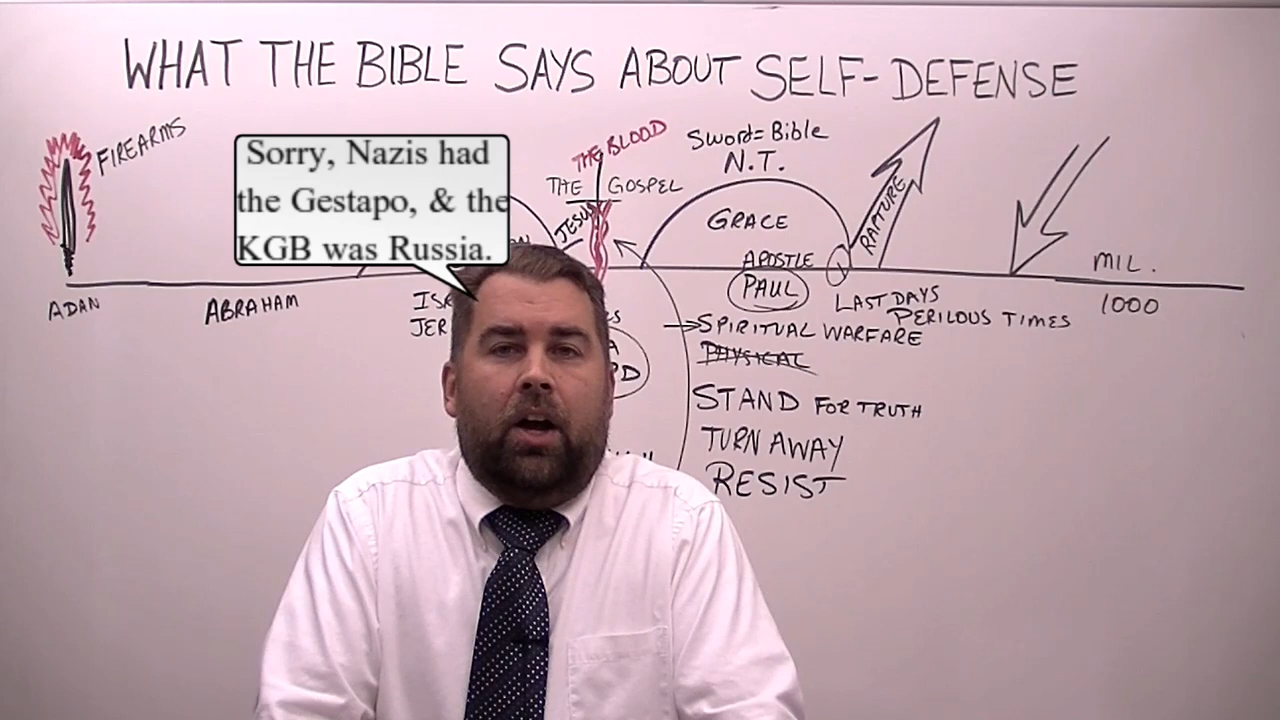 WHAT THE BIBLE SAYS ABOUT SELF-DEFENSE
FIREARMS
Sorry, Nazis had
the Gestapo, & the
KGB was Russia.
THE BLOOD
THE GOSPEL
JESUS
Sword=Bible
N.T.
GRACE
RAPTURE
APOSTLE
PAUL
MIL.
1000
ADAN
ABRAHAM
LAST DAYS
PERILOUS TIMES
SPIRITUAL WARFARE
PHYSICAL
STAND FOR TRUTH
TURN AWAY
RESIST